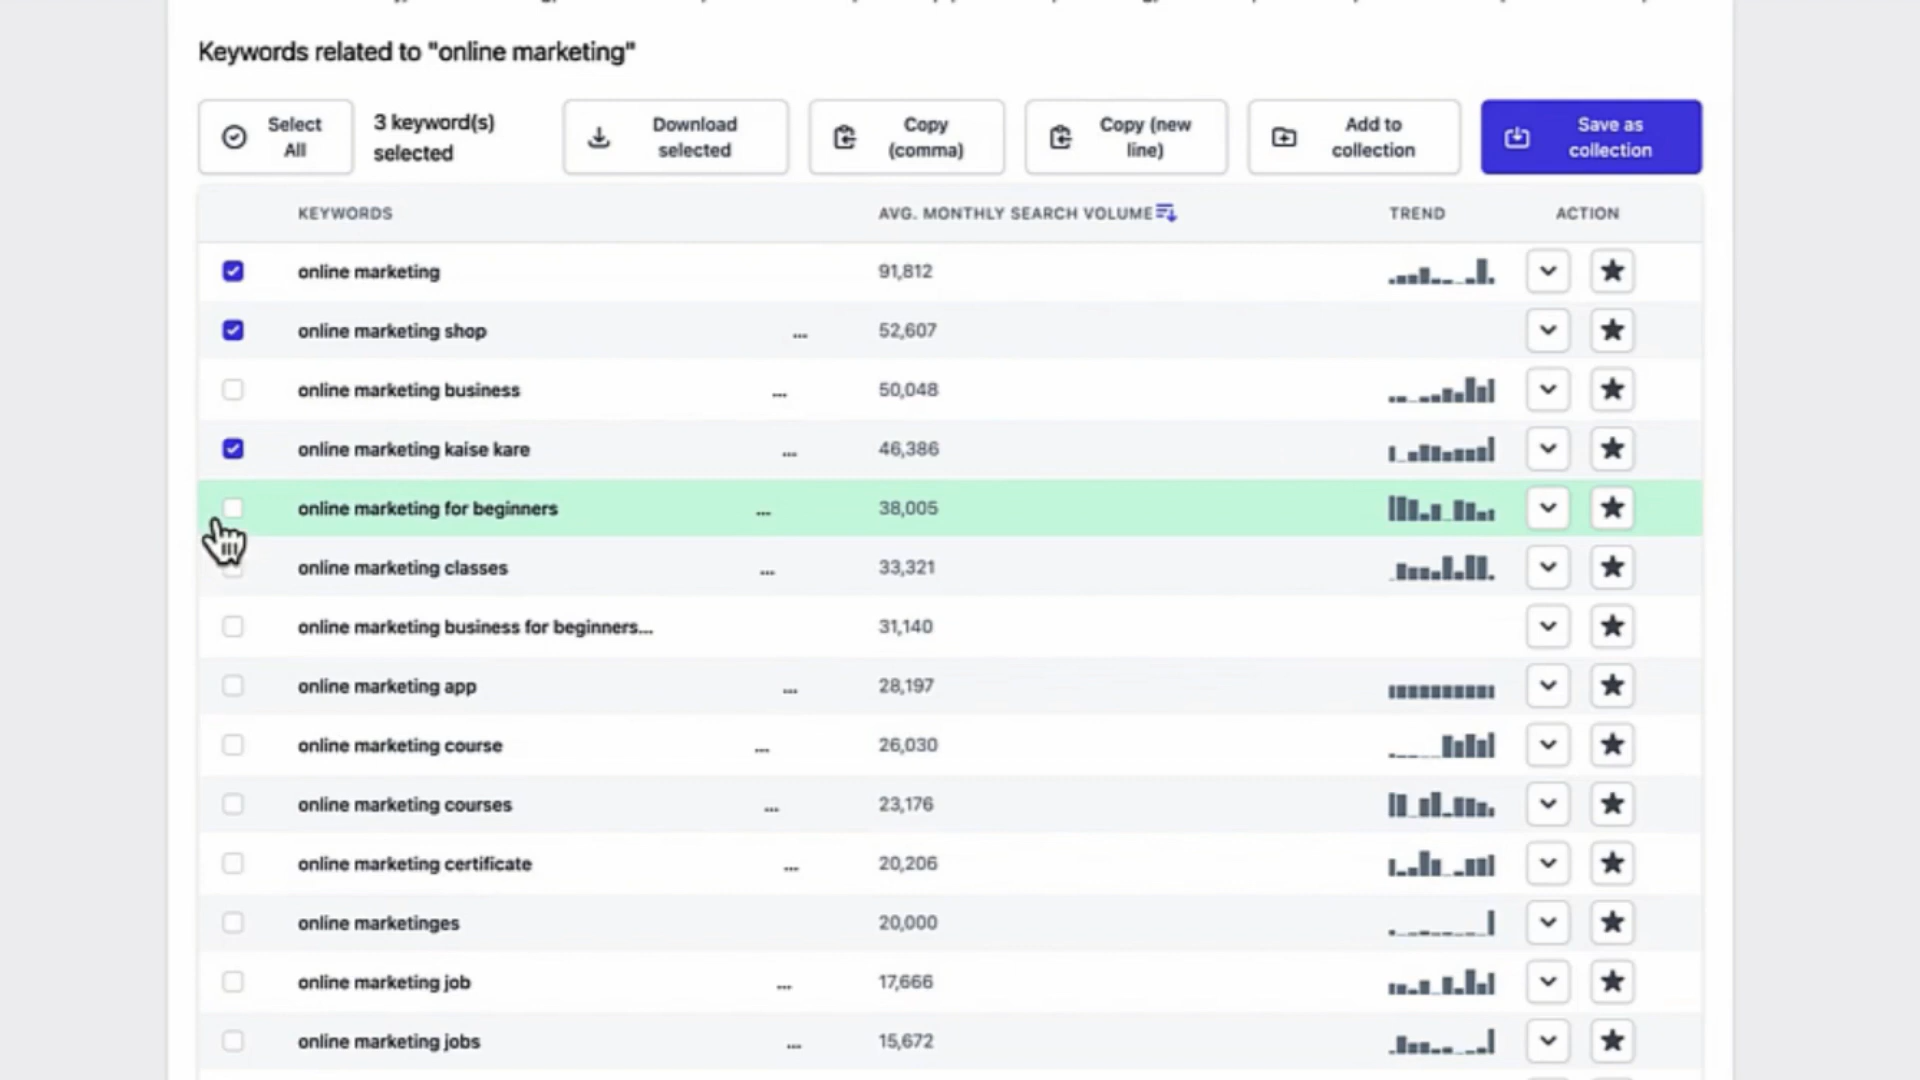 Keywords related to "online marketing"
Select
All
3 keyword(s)
selected
Download
selected
Copy
(comma)
Copy (new
line)
Add to
collection
Save as
collection
KEYWORDS AVG. MONTHLY SEARCH VOLUME TREND ACTION
online marketing 91,812
online marketing shop ... 52,607
online marketing business ... 50,048
online marketing kaise kare ... 46,386
online marketing for beginners ... 38,005
online marketing classes ... 33,321
online marketing business for beginners... 31,140
online marketing app ... 28,197
online marketing course ... 26,030
online marketing courses ... 23,176
online marketing certificate ... 20,206
online marketinges 20,000
online marketing job ... 17,666
online marketing jobs ... 15,672